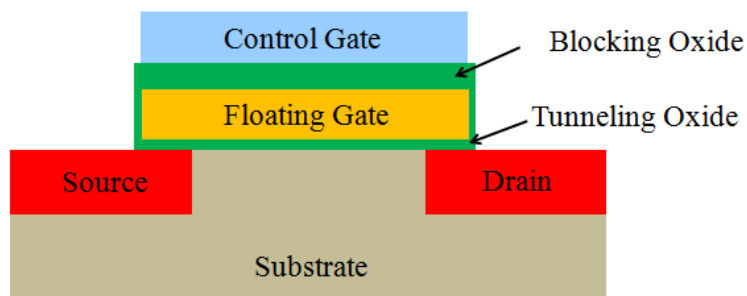 Control Gate
Blocking Oxide
Floating Gate
Tunneling Oxide
Source
Drain
Substrate